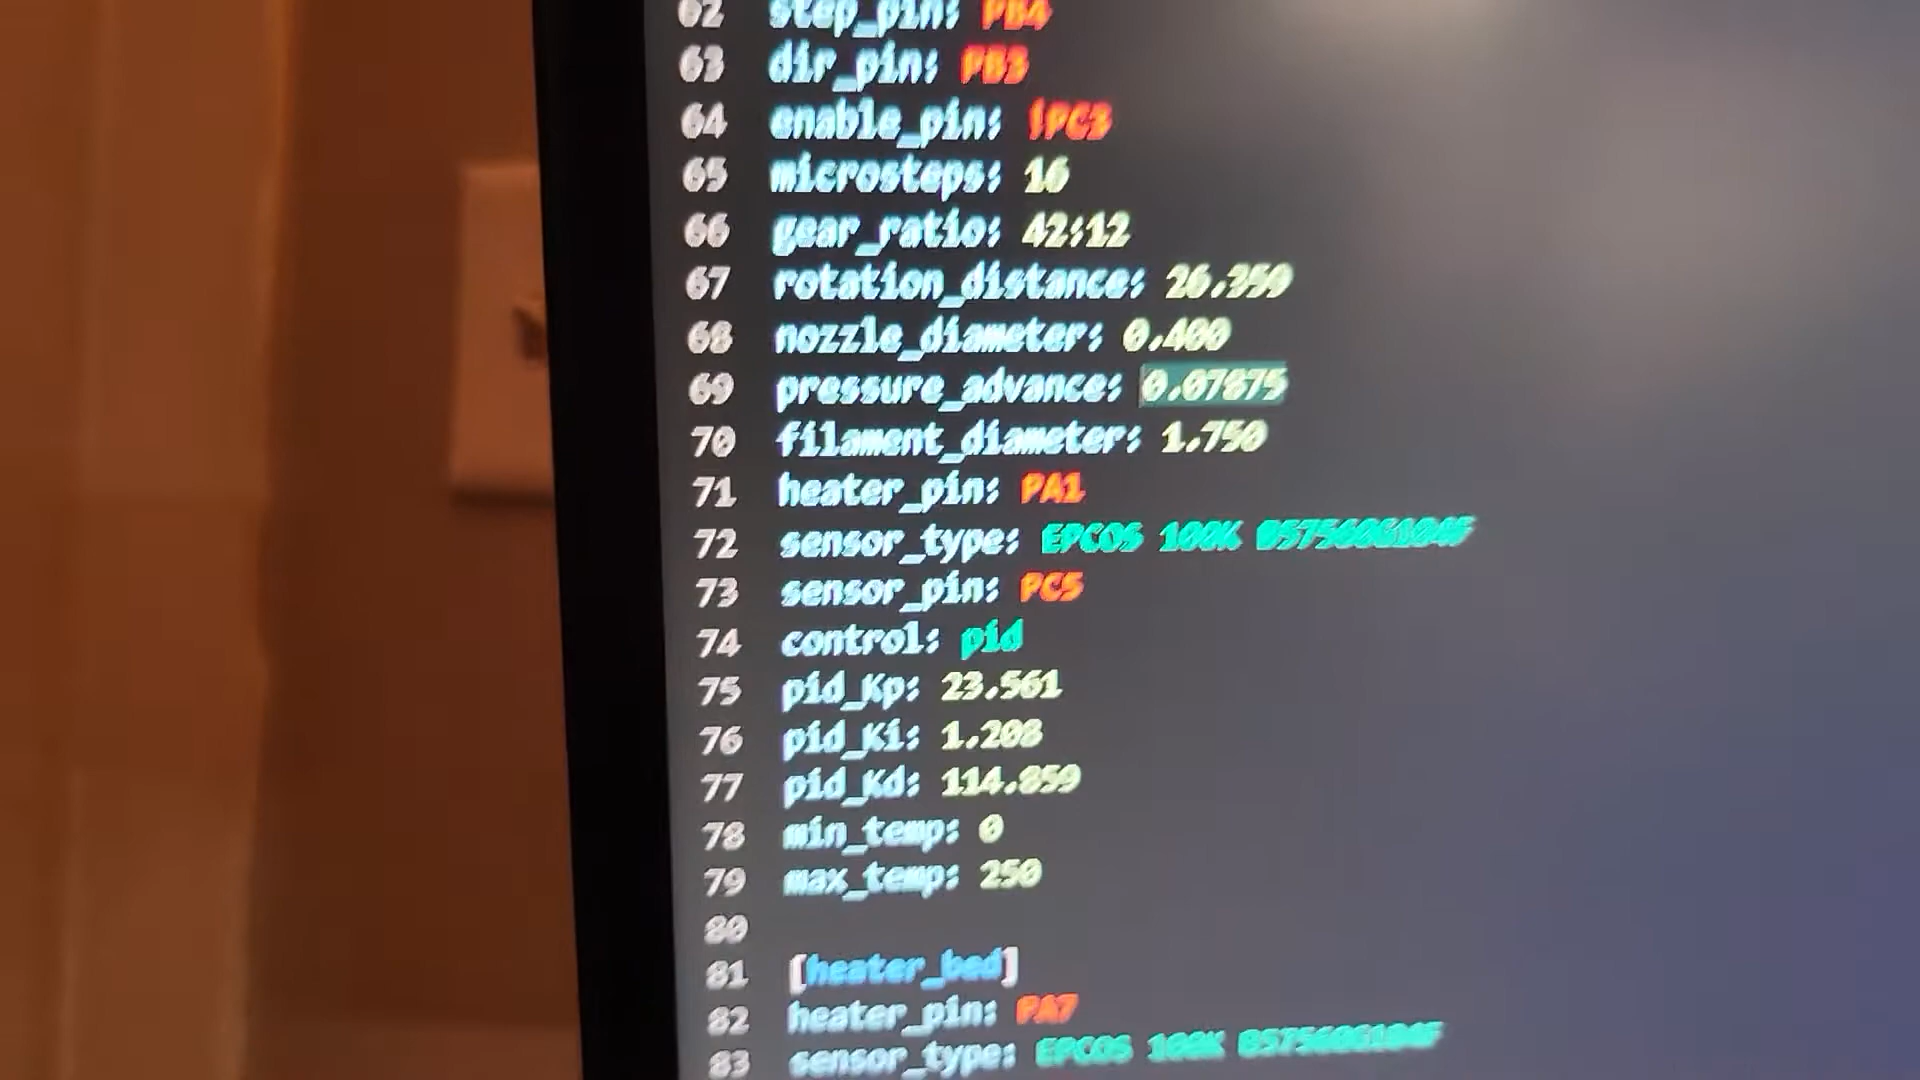 62 step_pin: PB4
63 dir_pin: PB3
64 enable_pin: !PC3
65 microsteps: 16
66 gear_ratio: 42:12
67 rotation_distance: 26.359
68 nozzle_diameter: 0.400
69 pressure_advance: 0.07875
70 filament_diameter: 1.750
71 heater_pin: PA1
72 sensor_type: EPCOS 100K B57560G104F
73 sensor_pin: PC5
74 control: pid
75 pid_Kp: 23.561
76 pid_Ki: 1.208
77 pid_Kd: 114.859
78 min_temp: 0
79 max_temp: 250
80
81 [heater_bed]
82 heater_pin: PA7
83 sensor_type: EPCOS 100K B57560G104F